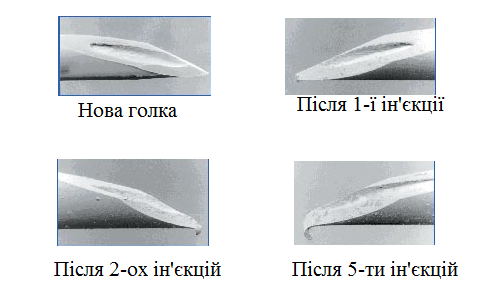 Нова голка
Після 1-ї ін'єкції
Після 2-ох ін'єкцій
Після 5-ти ін'єкцій